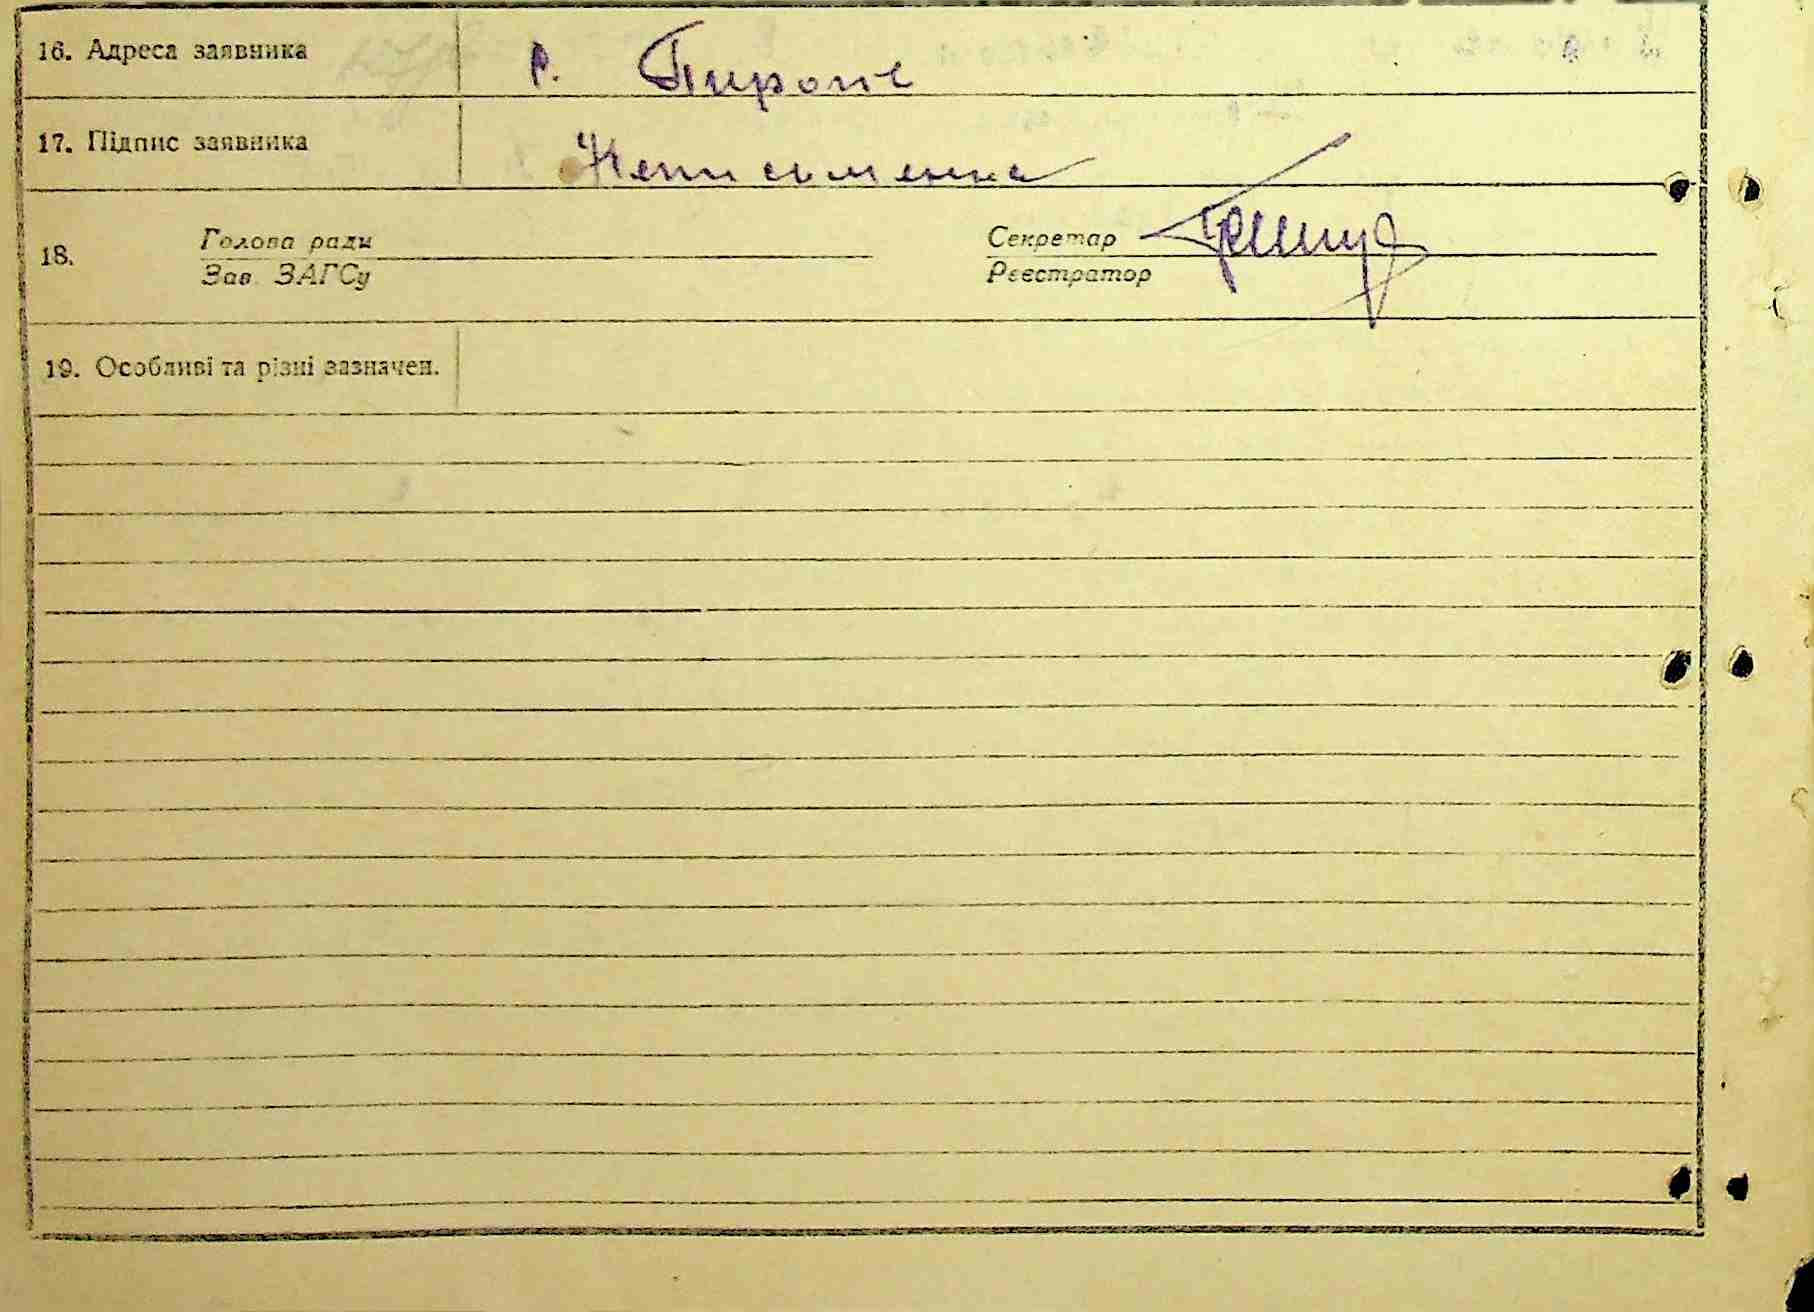 16. Адреса заявника с. Пироги
17. Підпис заявника Неписьменна
18. Голова ради Секретар
Зав. ЗАГСу Реєстратор
19. Особливі та різні зазначен.